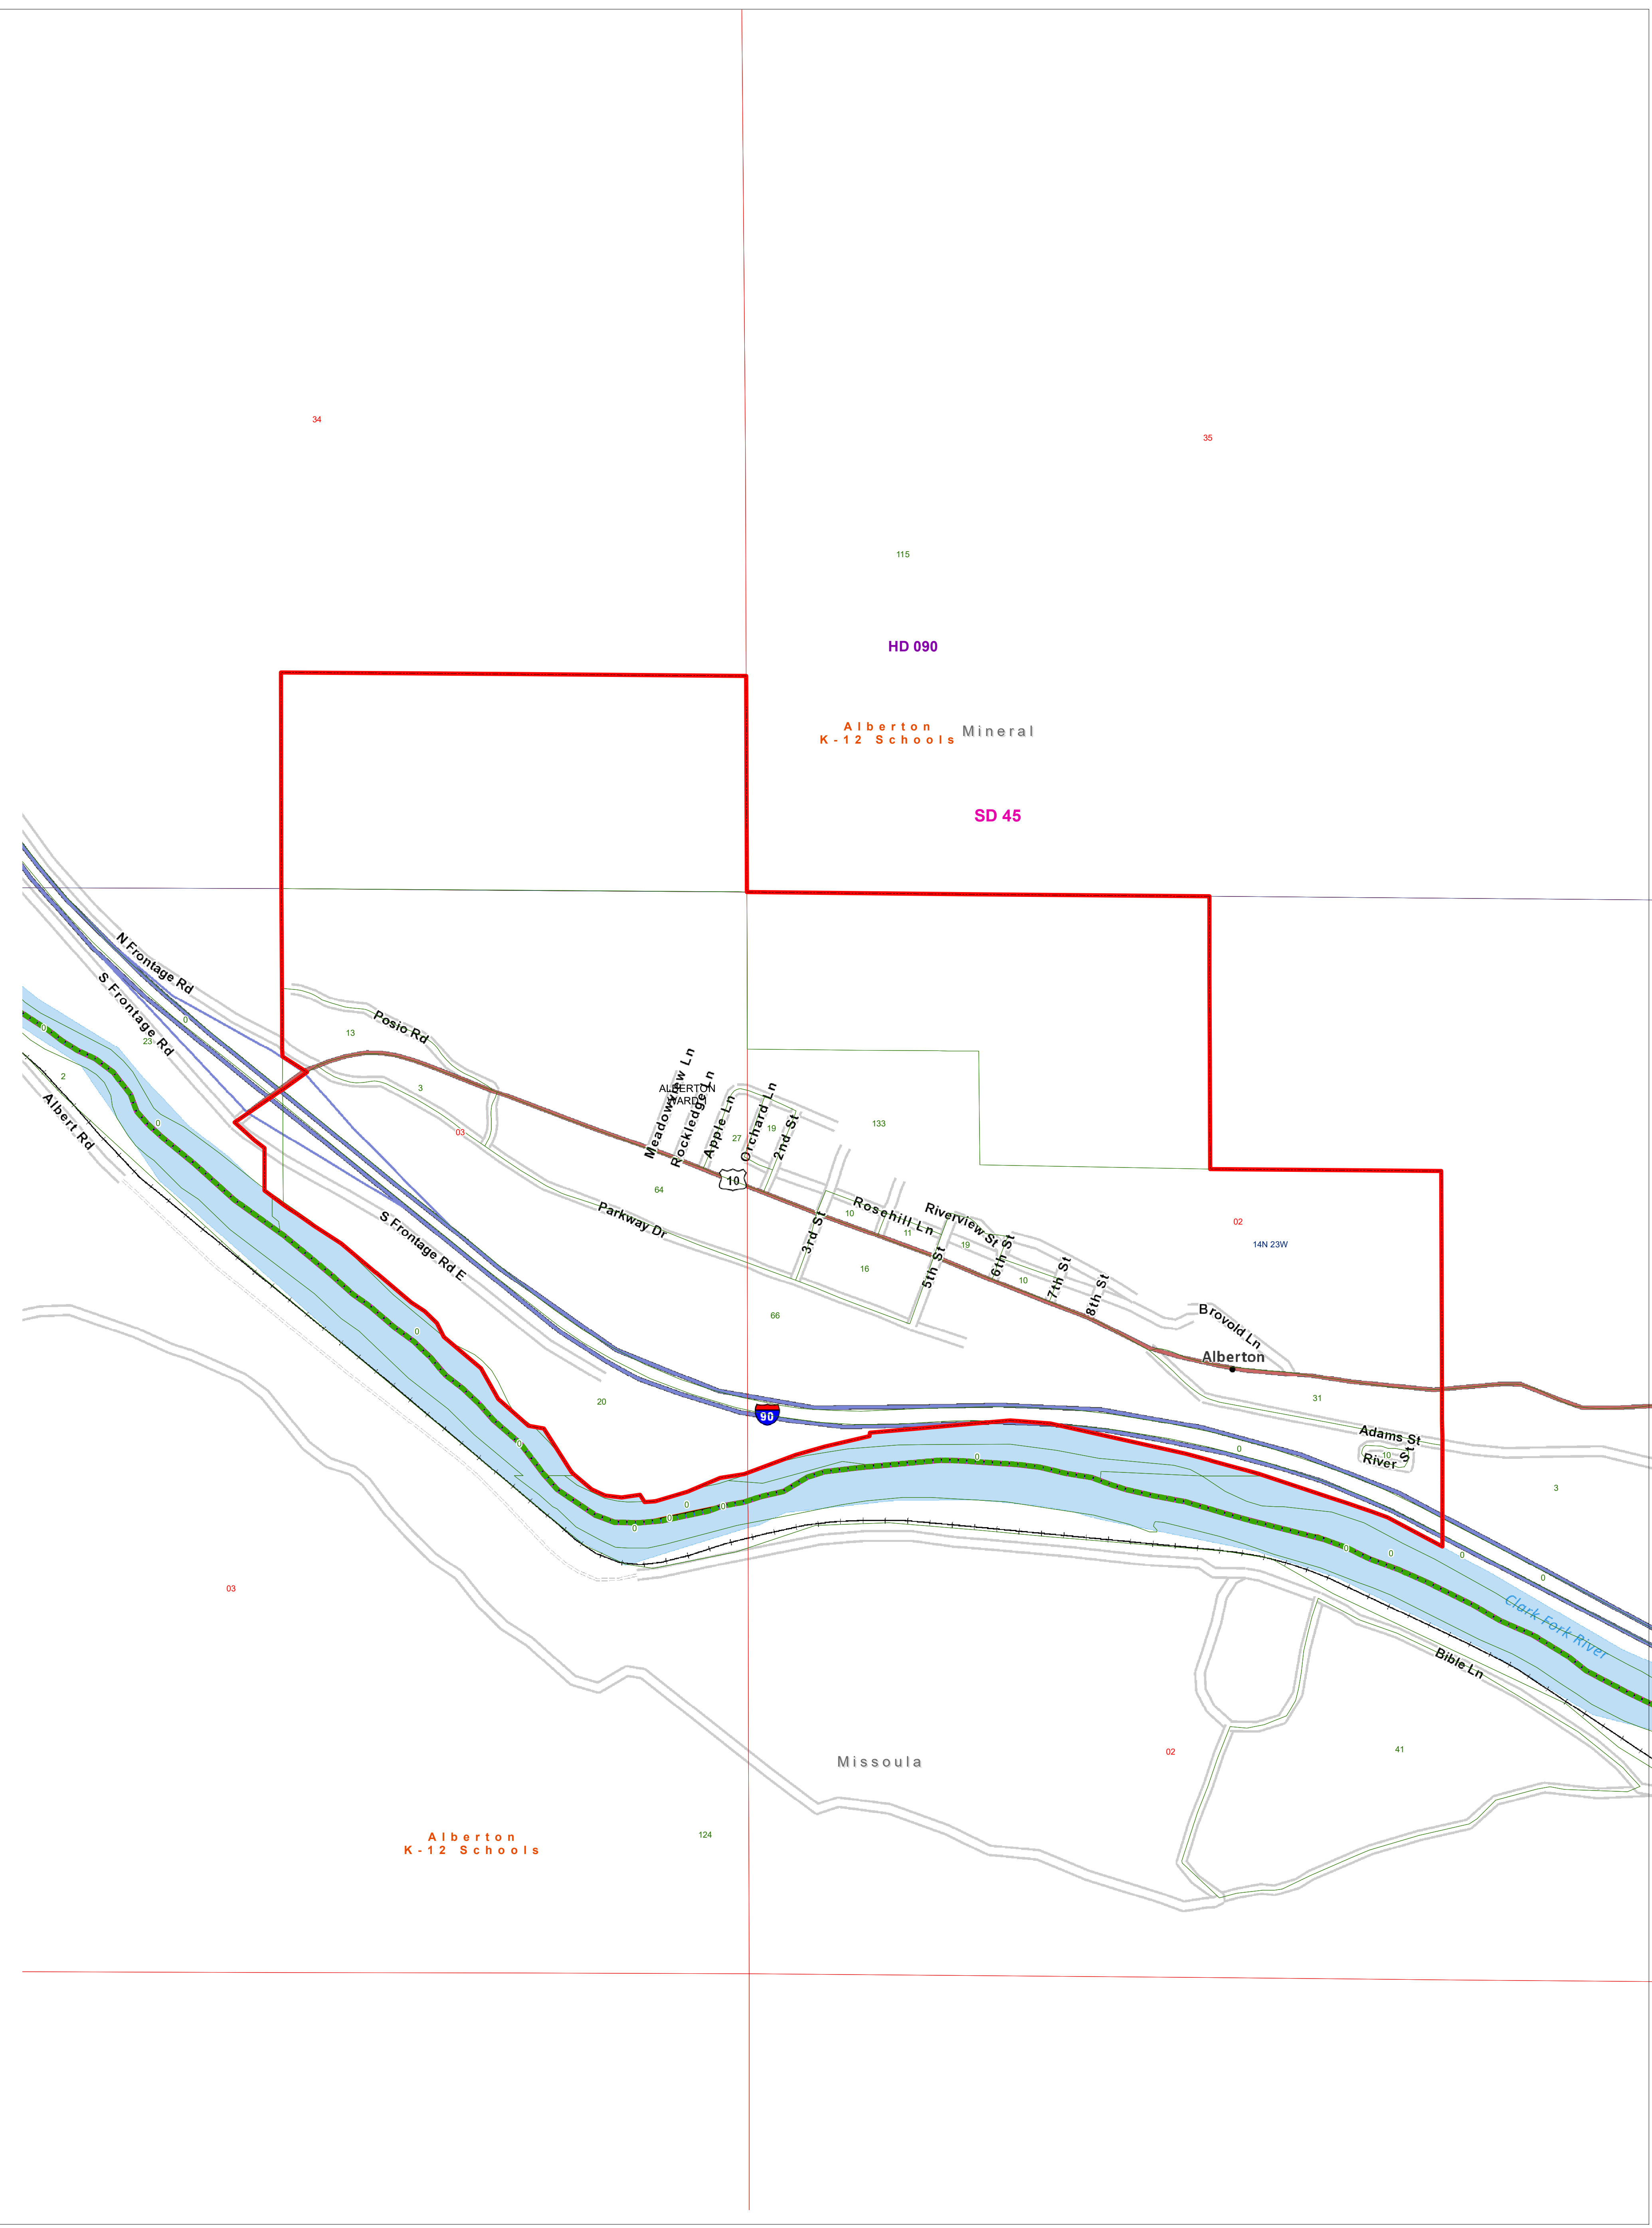 34
35
115
HD 090
Alberton
K-12 Schools
Mineral
SD 45
N Frontage Rd
S Frontage Rd
0
0
23
2
0
Albert Rd
13
Posio Rd
3
03
ALBERTON
Meadowview Ln
Rockledge Ln
Apple Ln
27
Orchard Ln
19
2nd St
133
10
64
Parkway Dr
S Frontage Rd E
3rd St
10
Rosehill Ln
11
Riverview St
19
5th St
6th St
10
7th St
8th St
16
66
02
14N 23W
Brovold Ln
Alberton
31
20
90
0
0
0
0
Adams St
10
River St
3
0
0
0
0
0
0
0
0
Clark Fork River
Bible Ln
03
02
41
Missoula
124
Alberton
K-12 Schools